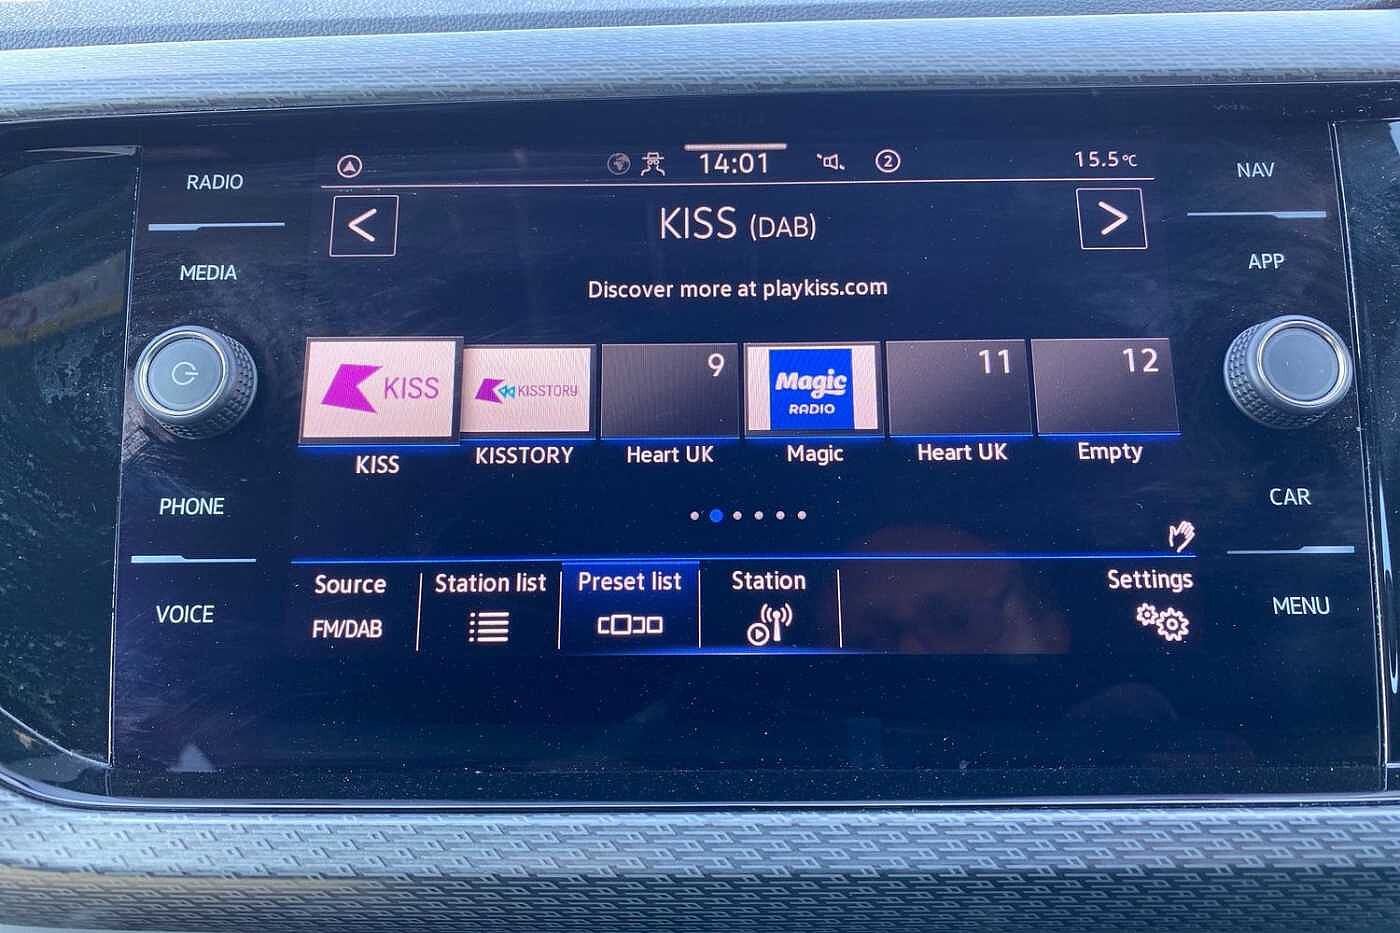 RADIO
14:01
2
15.5°C
NAV
KISS (DAB)
MEDIA
APP
Discover more at playkiss.com
KISS
KISSTORY
9
Magic
RADIO
11
12
KISS
KISSTORY
Heart UK
Magic
Heart UK
Empty
PHONE
CAR
Source
Station list
Preset list
Station
Settings
FM/DAB
VOICE
MENU